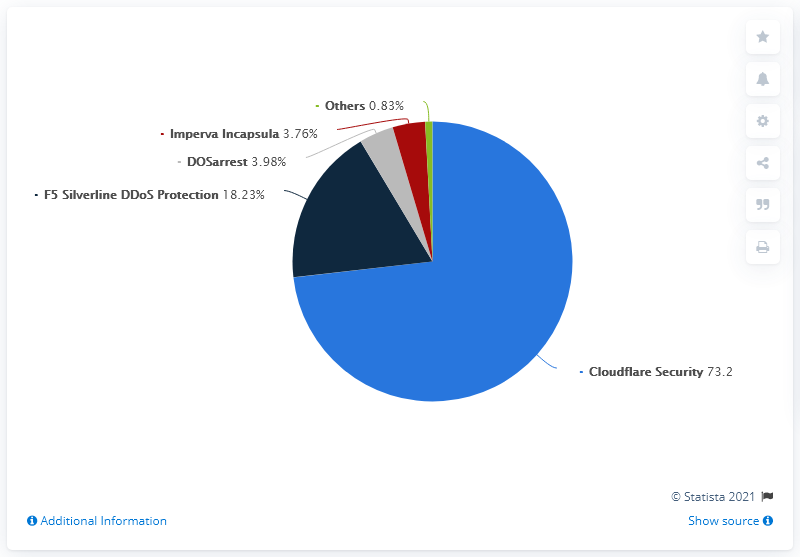 Others 0.83%
Imperva Incapsula 3.76%
DOSarrest 3.98%
F5 Silverline DDoS Protection 18.23%
Cloudflare Security 73.2
© Statista 2021
Additional Information
Show source